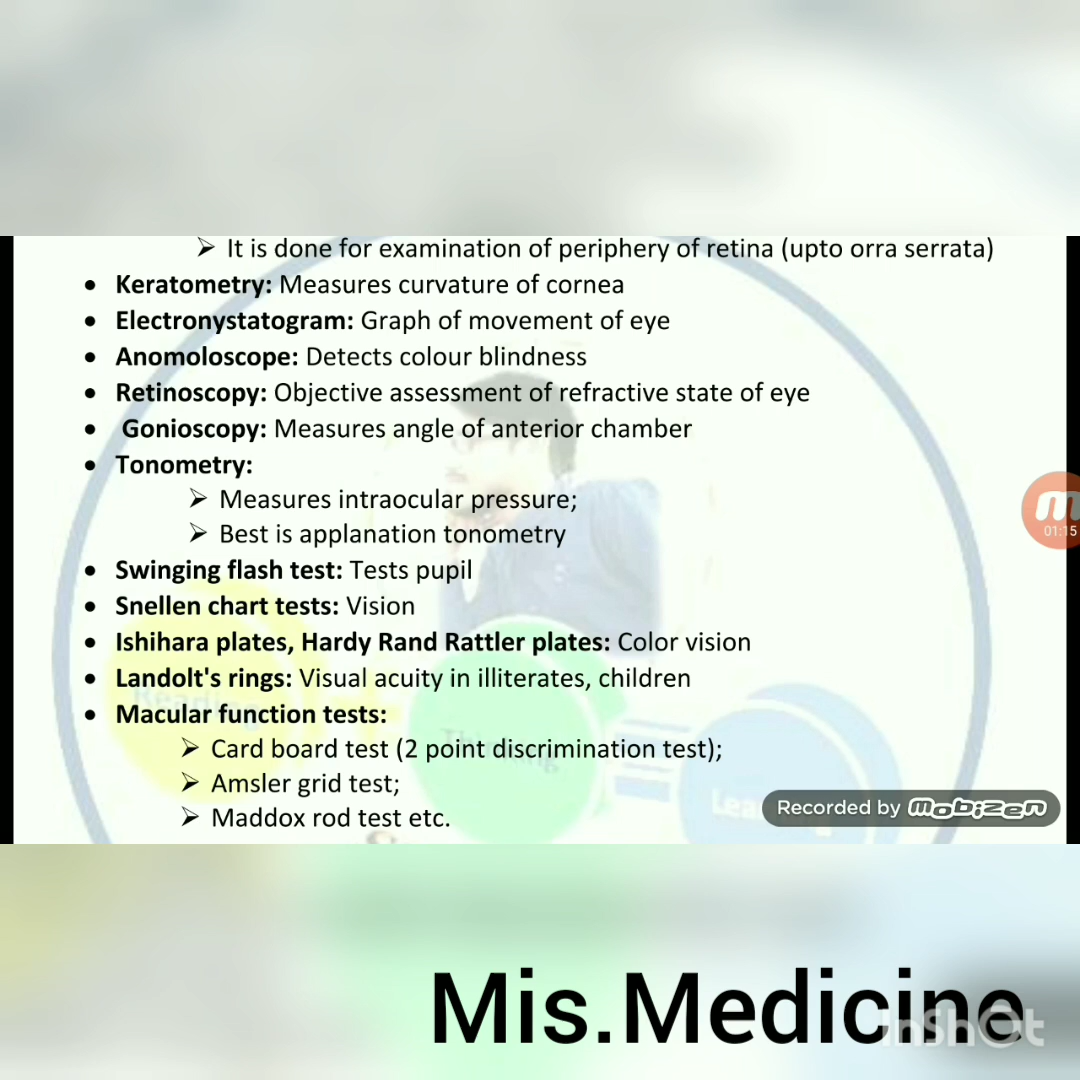 ➢ It is done for examination of periphery of retina (upto orra serrata)
• Keratometry: Measures curvature of cornea
• Electronystatogram: Graph of movement of eye
• Anomoloscope: Detects colour blindness
• Retinoscopy: Objective assessment of refractive state of eye
• Gonioscopy: Measures angle of anterior chamber
• Tonometry:
➢ Measures intraocular pressure;
➢ Best is applanation tonometry
• Swinging flash test: Tests pupil
• Snellen chart tests: Vision
• Ishihara plates, Hardy Rand Rattler plates: Color vision
• Landolt's rings: Visual acuity in illiterates, children
• Macular function tests:
➢ Card board test (2 point discrimination test);
➢ Amsler grid test;
➢ Maddox rod test etc.
01:15
Reading
Thinking
Recorded by Mobizen
Mis.Medicine
InShOt